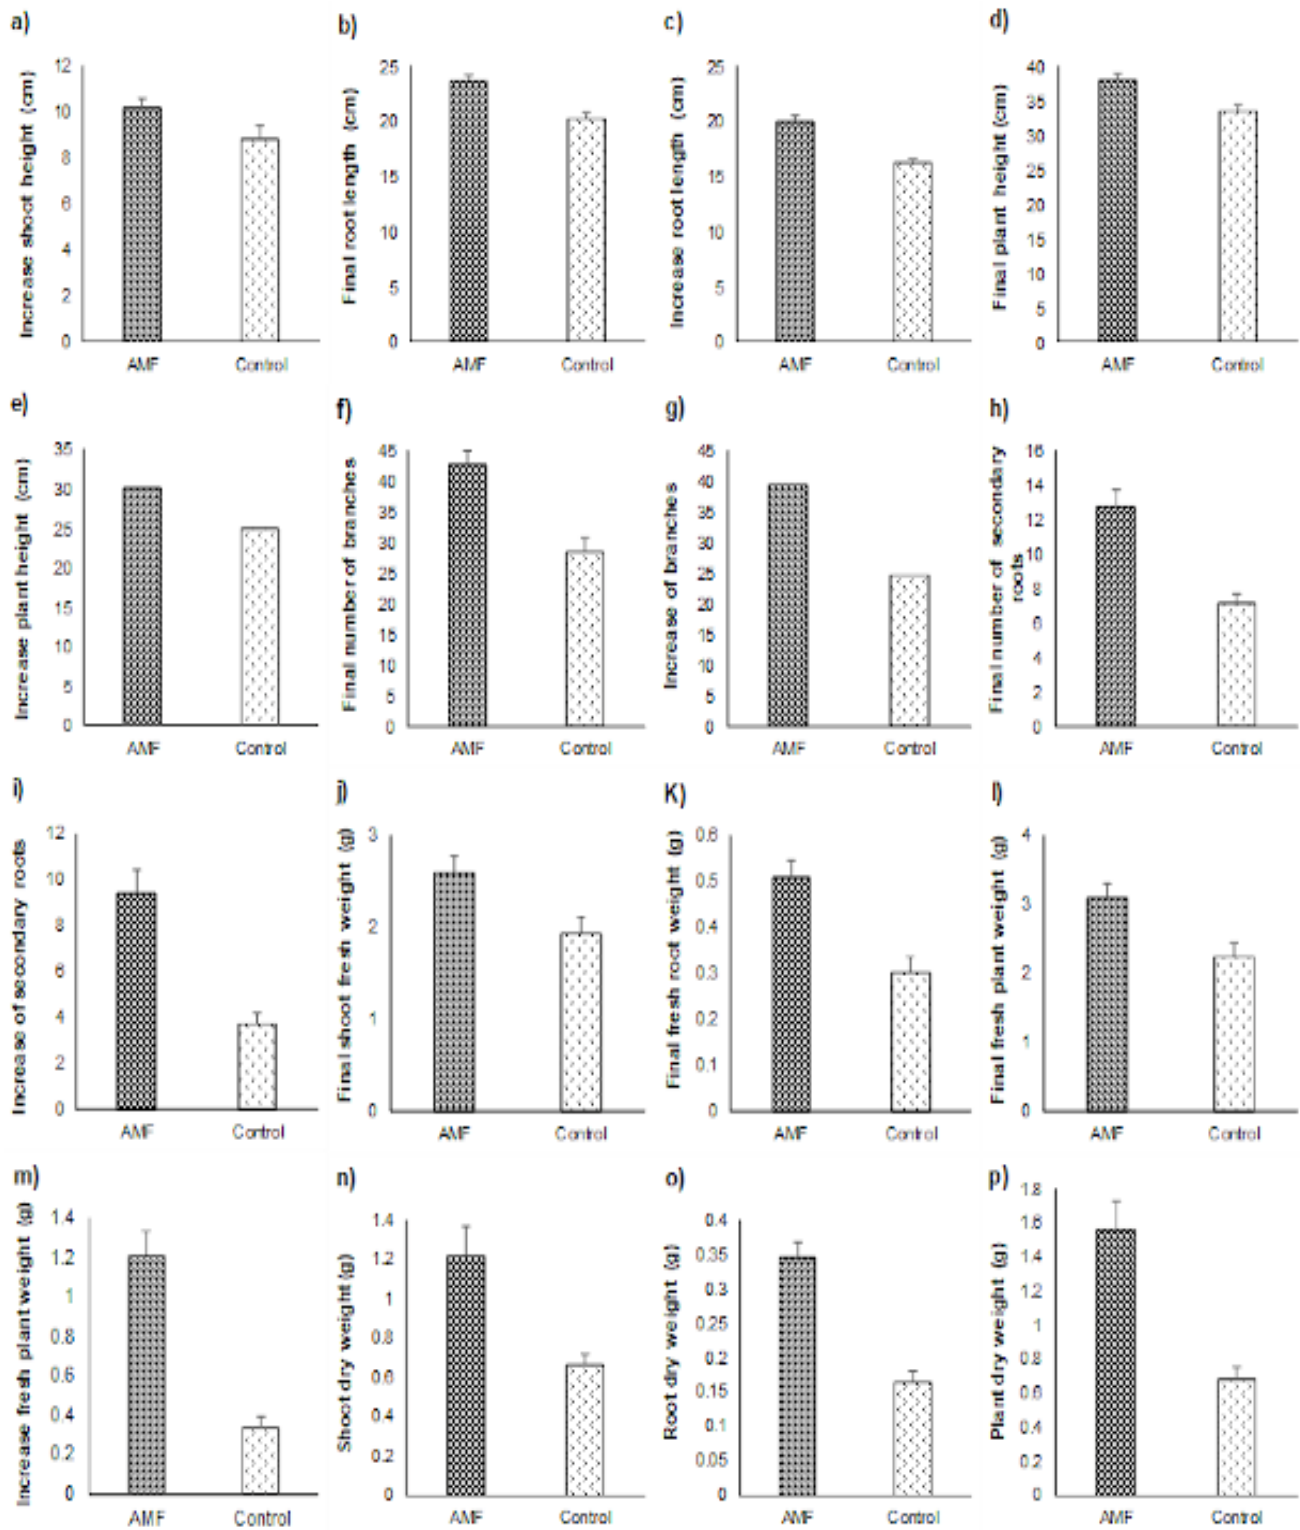 a)
Increase shoot height (cm)
12
10
8
6
4
2
0
AMF Control
b)
Final root length (cm)
25
20
15
10
5
0
AMF Control
c)
Increase root length (cm)
25
20
15
10
5
0
AMF Control
d)
Final plant height (cm)
40
35
30
25
20
15
10
5
0
AMF Control
e)
Increase plant height (cm)
35
30
25
20
15
10
5
0
AMF Control
f)
Final number of branches
45
40
35
30
25
20
15
10
5
0
AMF Control
g)
Increase of branches
45
40
35
30
25
20
15
10
5
0
AMF Control
h)
Final number of secondary
roots
16
14
12
10
8
6
4
2
0
AMF Control
i)
Increase of secondary roots
12
10
8
6
4
2
0
AMF Control
j)
Final shoot fresh weight (g)
3
2
1
0
AMF Control
K)
Final fresh root weight (g)
0.6
0.5
0.4
0.3
0.2
0.1
0
AMF Control
l)
Final fresh plant weight (g)
4
3
2
1
0
AMF Control
m)
Increase fresh plant weight (g)
1.4
1.2
1
0.8
0.6
0.4
0.2
0
AMF Control
n)
Shoot dry weight (g)
1.4
1.2
1
0.8
0.6
0.4
0.2
0
AMF Control
o)
Root dry weight (g)
0.4
0.35
0.3
0.25
0.2
0.15
0.1
0.05
0
AMF Control
p)
Plant dry weight (g)
1.8
1.6
1.4
1.2
1
0.8
0.6
0.4
0.2
0
AMF Control